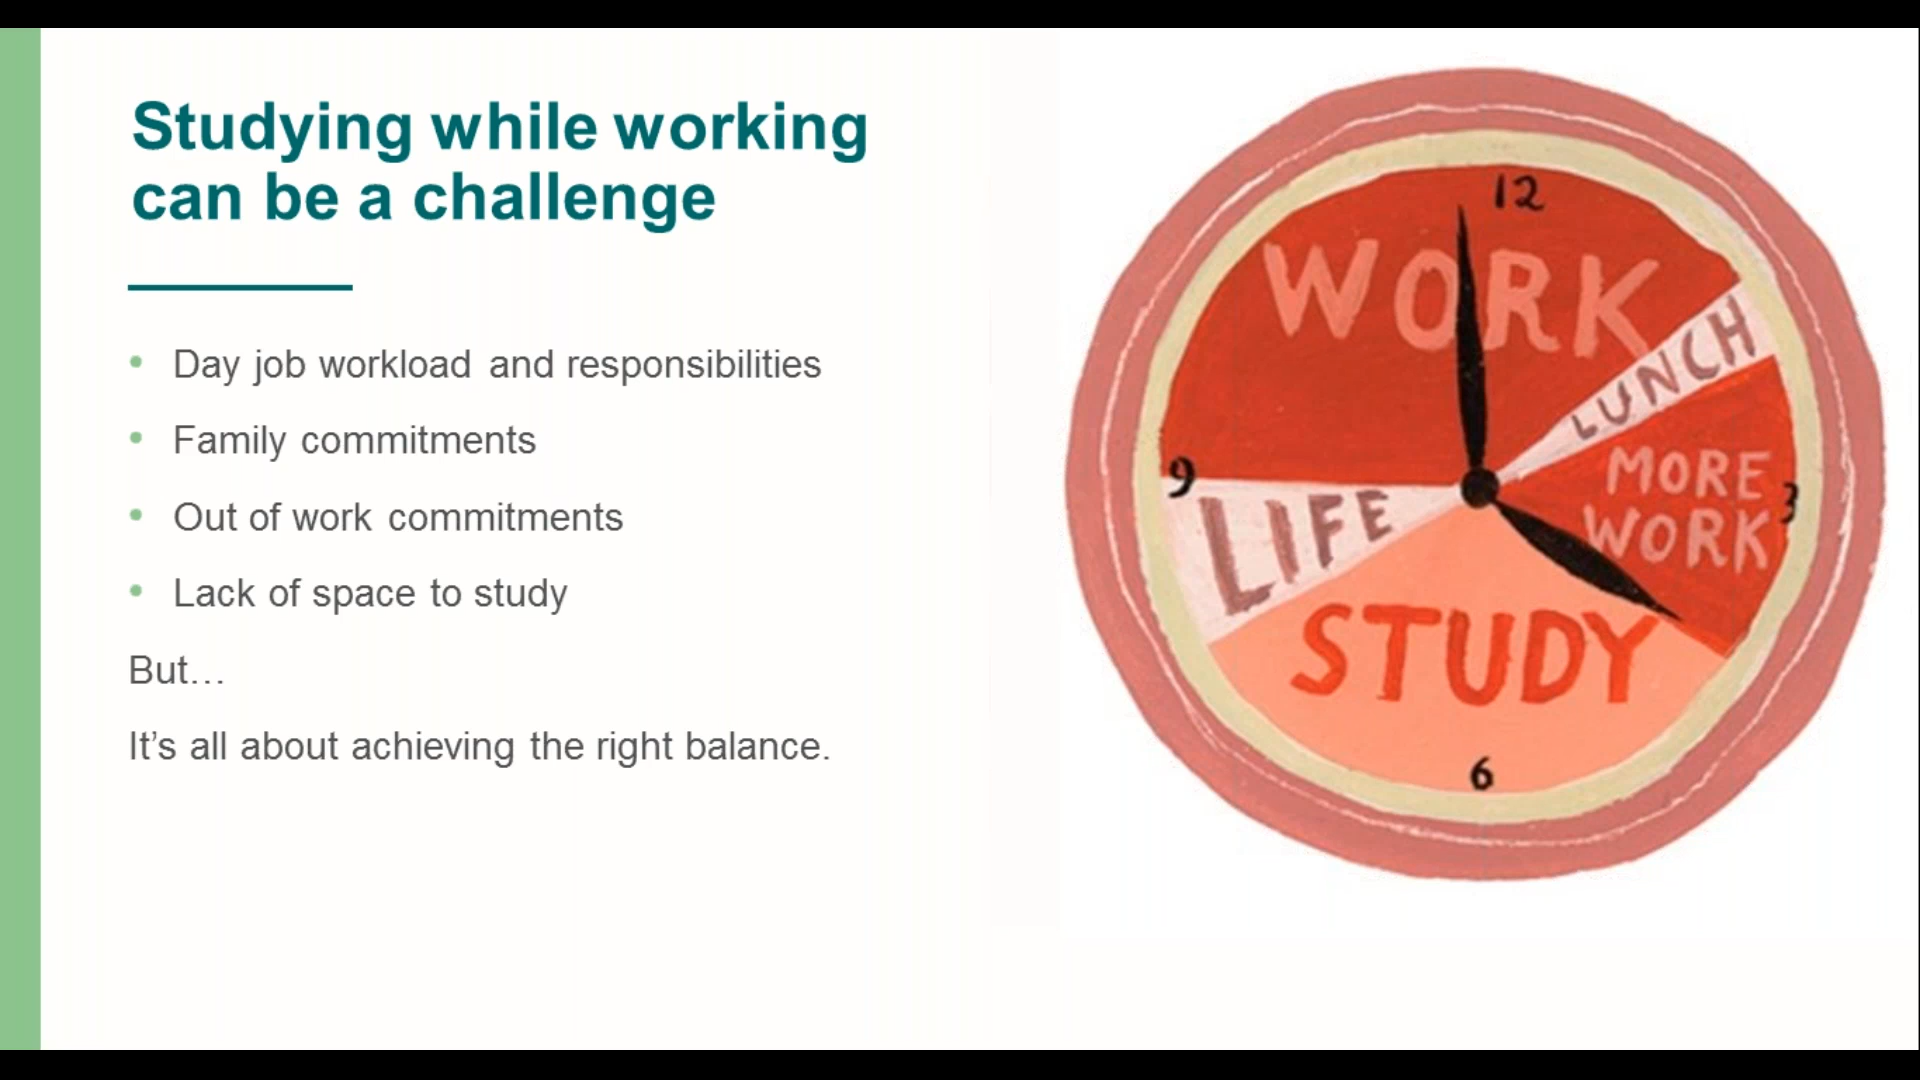 Studying while working
can be a challenge
• Day job workload and responsibilities
• Family commitments
• Out of work commitments
• Lack of space to study
But…
It’s all about achieving the right balance.
12
WORK
LUNCH
MORE
WORK
3
9
LIFE
STUDY
6